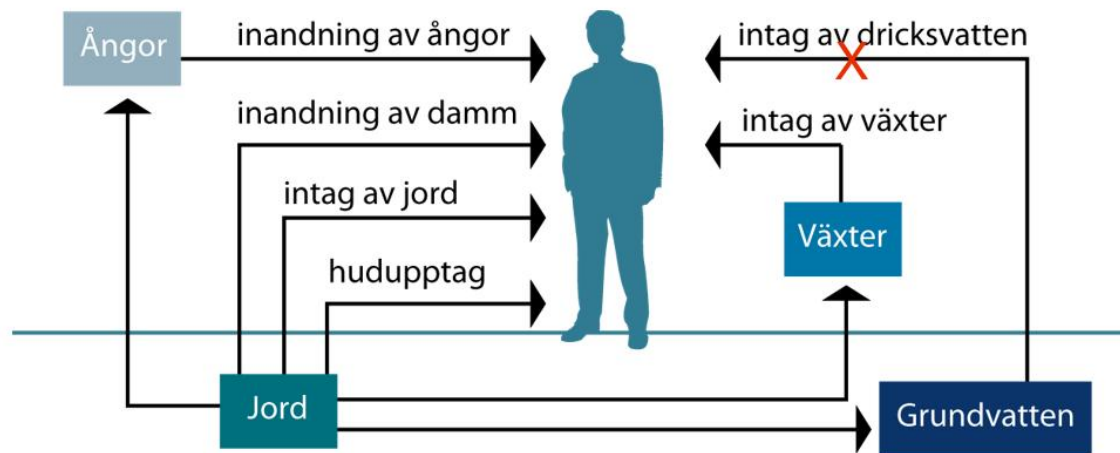 Ångor
inandning av ångor
intag av dricksvatten
inandning av damm
intag av växter
intag av jord
Växter
hudupptag
Jord
Grundvatten